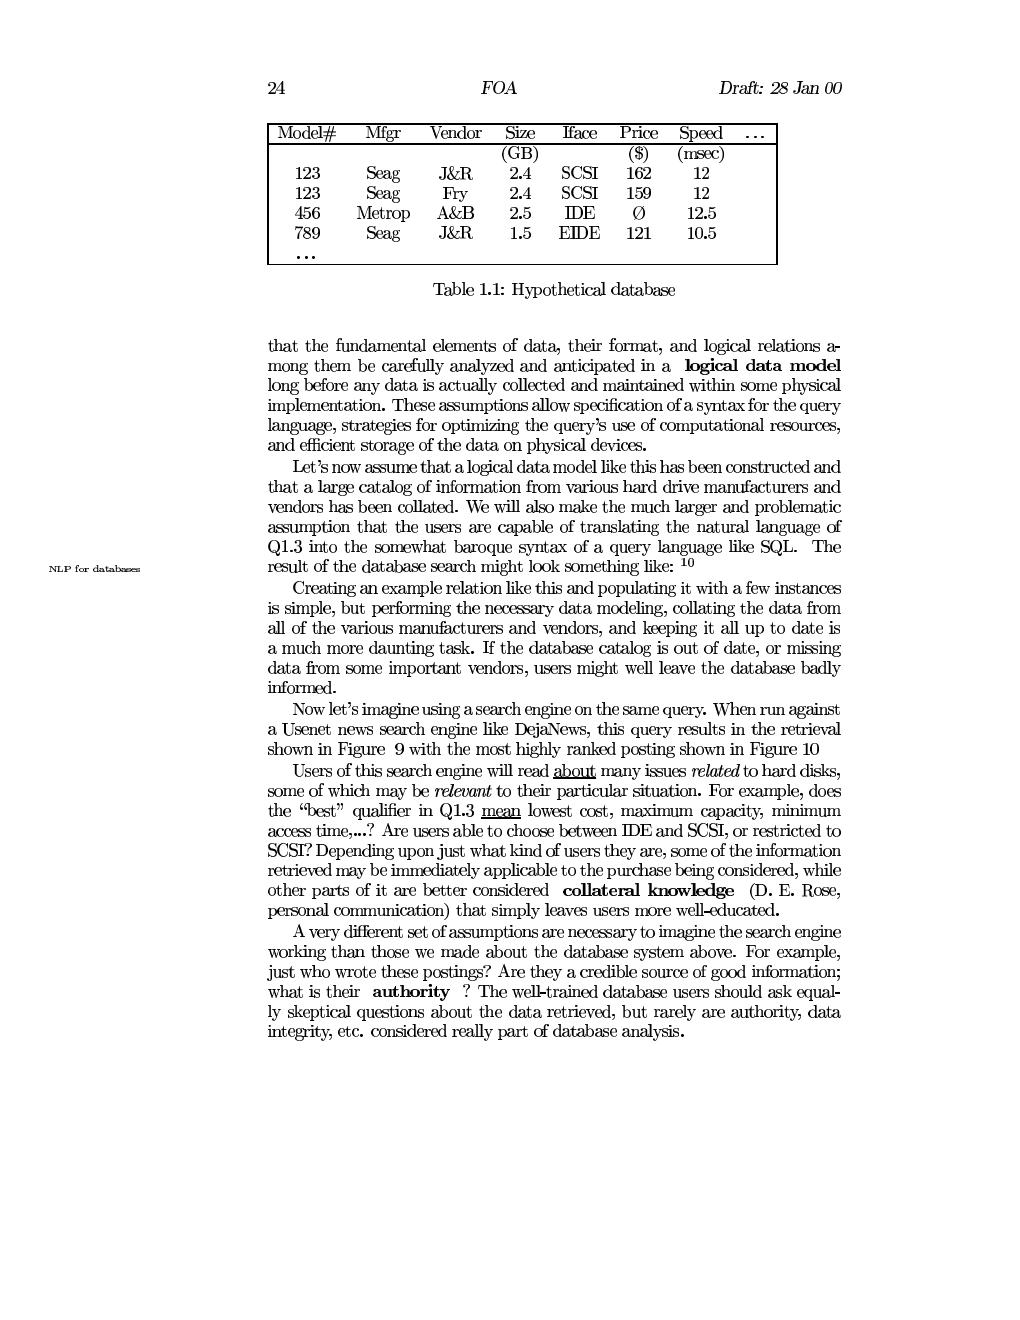 24 FOA Draft: 28 Jan 00
Model# Mfgr Vendor Size Iface Price Speed ...
(GB) ($) (msec)
123 Seag J&R 2.4 SCSI 162 12
123 Seag Fry 2.4 SCSI 159 12
456 Metrop A&B 2.5 IDE Ø 12.5
789 Seag J&R 1.5 EIDE 121 10.5
...
Table 1.1: Hypothetical database
that the fundamental elements of data, their format, and logical relations a-
mong them be carefully analyzed and anticipated in a logical data model
long before any data is actually collected and maintained within some physical
implementation. These assumptions allow specification of a syntax for the query
language, strategies for optimizing the query's use of computational resources,
and efficient storage of the data on physical devices.
Let's now assume that a logical data model like this has been constructed and
that a large catalog of information from various hard drive manufacturers and
vendors has been collated. We will also make the much larger and problematic
assumption that the users are capable of translating the natural language of
Q1.3 into the somewhat baroque syntax of a query language like SQL. The
result of the database search might look something like: 10
NLP for databases
Creating an example relation like this and populating it with a few instances
is simple, but performing the necessary data modeling, collating the data from
all of the various manufacturers and vendors, and keeping it all up to date is
a much more daunting task. If the database catalog is out of date, or missing
data from some important vendors, users might well leave the database badly
informed.
Now let's imagine using a search engine on the same query. When run against
a Usenet news search engine like DejaNews, this query results in the retrieval
shown in Figure 9 with the most highly ranked posting shown in Figure 10
Users of this search engine will read about many issues related to hard disks,
some of which may be relevant to their particular situation. For example, does
the "best" qualifier in Q1.3 mean lowest cost, maximum capacity, minimum
access time,...? Are users able to choose between IDE and SCSI, or restricted to
SCSI? Depending upon just what kind of users they are, some of the information
retrieved may be immediately applicable to the purchase being considered, while
other parts of it are better considered collateral knowledge (D. E. Rose,
personal communication) that simply leaves users more well-educated.
A very different set of assumptions are necessary to imagine the search engine
working than those we made about the database system above. For example,
just who wrote these postings? Are they a credible source of good information;
what is their authority ? The well-trained database users should ask equal-
ly skeptical questions about the data retrieved, but rarely are authority, data
integrity, etc. considered really part of database analysis.